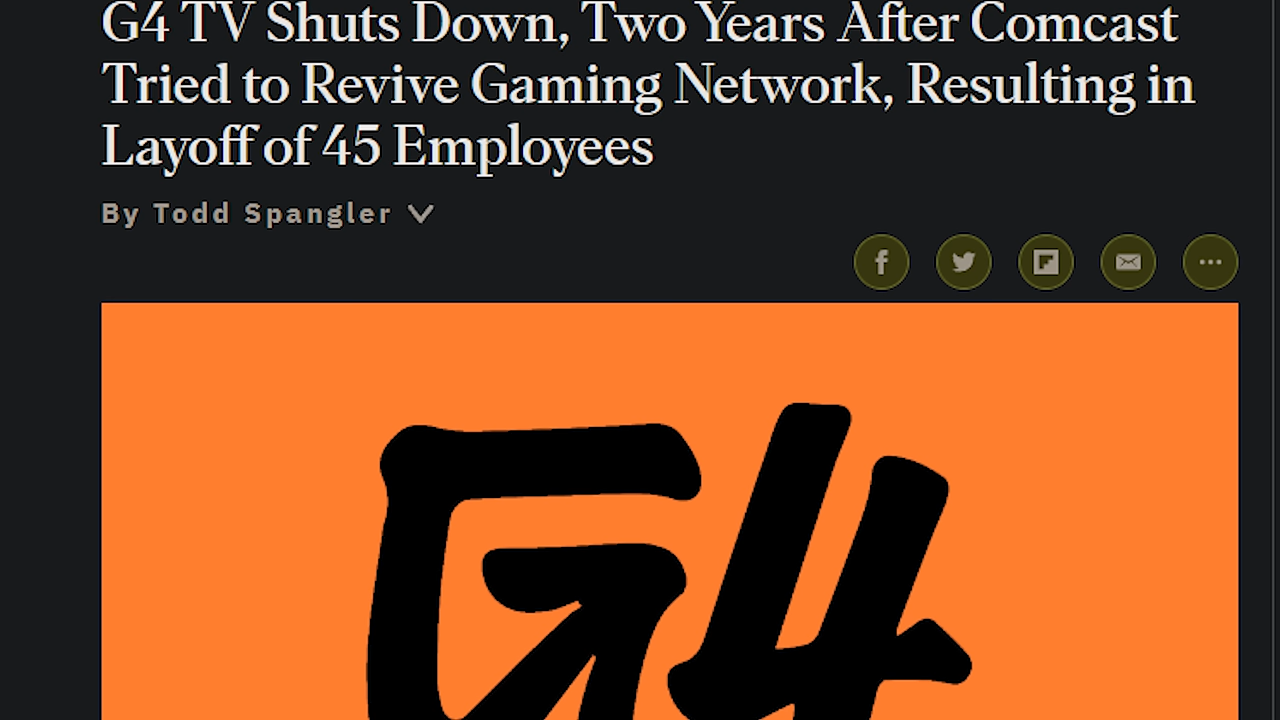 G4 TV Shuts Down, Two Years After Comcast
Tried to Revive Gaming Network, Resulting in
Layoff of 45 Employees
By Todd Spangler
G4